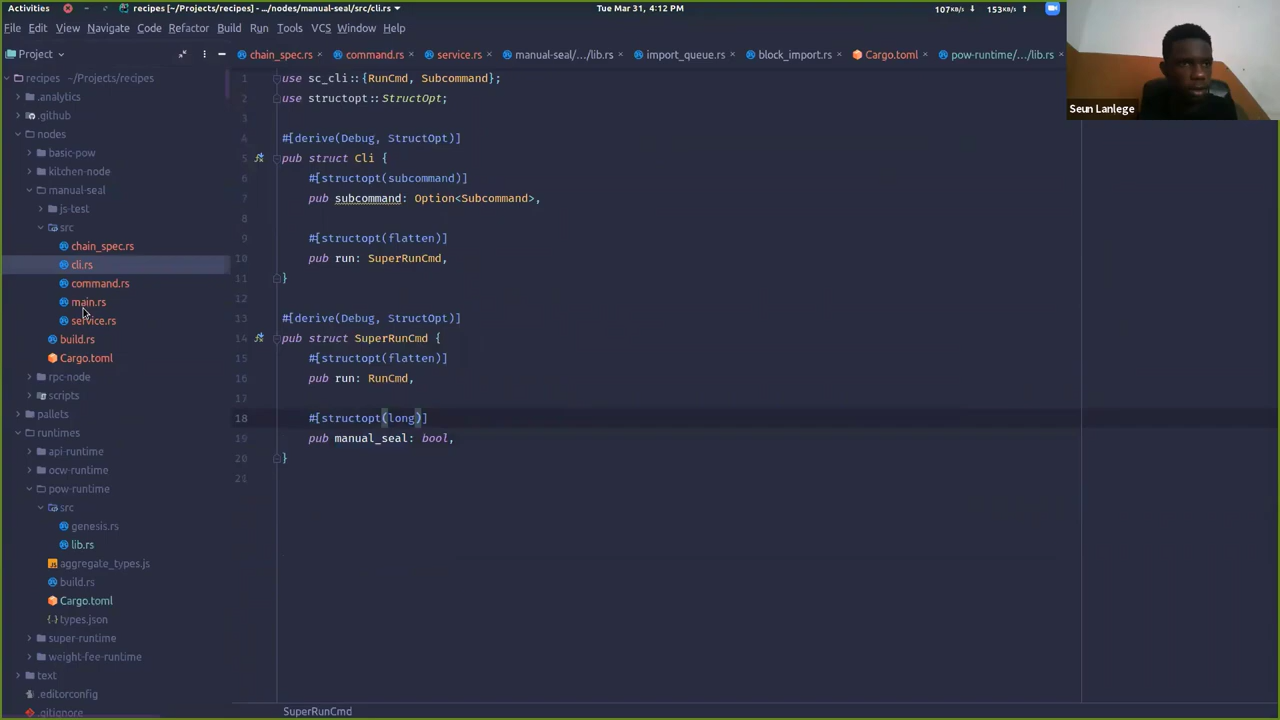 Activities
recipes [~/Projects/recipes] - .../nodes/manual-seal/src/cli.rs
Tue Mar 31, 4:12 PM
107KB/s ↓ 153KB/s ↑
File Edit View Navigate Code Refactor Build Run Tools VCS Window Help
Project
chain_spec.rs × command.rs × service.rs × manual-seal/.../lib.rs × import_queue.rs × block_import.rs × Cargo.toml × pow-runtime/.../lib.rs ×
Seun Lanlege
recipes ~/Projects/recipes
.analytics
.github
nodes
basic-pow
kitchen-node
manual-seal
js-test
src
chain_spec.rs
cli.rs
command.rs
main.rs
service.rs
build.rs
Cargo.toml
rpc-node
scripts
pallets
runtimes
api-runtime
ocw-runtime
pow-runtime
src
genesis.rs
lib.rs
aggregate_types.js
build.rs
Cargo.toml
types.json
super-runtime
weight-fee-runtime
text
.editorconfig
.gitignore
1 use sc_cli::{RunCmd, Subcommand};
2 use structopt::StructOpt;
3
4 #[derive(Debug, StructOpt)]
5 pub struct Cli {
6 #[structopt(subcommand)]
7 pub subcommand: Option<Subcommand>,
8
9 #[structopt(flatten)]
10 pub run: SuperRunCmd,
11 }
12
13 #[derive(Debug, StructOpt)]
14 pub struct SuperRunCmd {
15 #[structopt(flatten)]
16 pub run: RunCmd,
17
18 #[structopt(long)]
19 pub manual_seal: bool,
20 }
21
SuperRunCmd